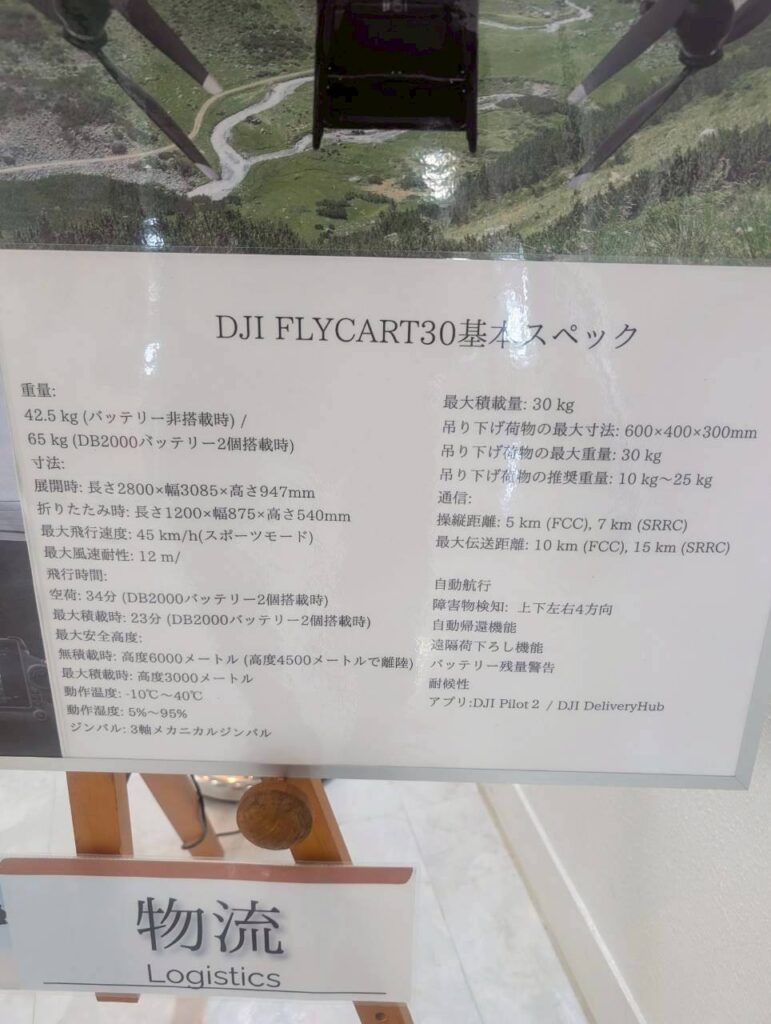 DJI FLYCART30基本スペック
重量:
42.5 kg (バッテリー非搭載時) /
65 kg (DB2000バッテリー2個搭載時)
寸法:
展開時: 長さ2800×幅3085×高さ947mm
折りたたみ時: 長さ1200×幅875×高さ540mm
最大飛行速度: 45 km/h(スポーツモード)
最大風速耐性: 12 m/
飛行時間:
空荷: 34分 (DB2000バッテリー2個搭載時)
最大積載時: 23分 (DB2000バッテリー2個搭載時)
最大安全高度:
無積載時: 高度6000メートル (高度4500メートルで離陸)
最大積載時: 高度3000メートル
動作温度: -10℃〜40℃
動作湿度: 5%〜95%
ジンバル: 3軸メカニカルジンバル
最大積載量: 30 kg
吊り下げ荷物の最大寸法: 600×400×300mm
吊り下げ荷物の最大重量: 30 kg
吊り下げ荷物の推奨重量: 10 kg〜25 kg
通信:
操縦距離: 5 km (FCC), 7 km (SRRC)
最大伝送距離: 10 km (FCC), 15 km (SRRC)
自動航行
障害物検知: 上下左右4方向
自動帰還機能
遠隔荷下ろし機能
バッテリー残量警告
耐候性
アプリ:DJI Pilot 2 / DJI DeliveryHub
物流
Logistics